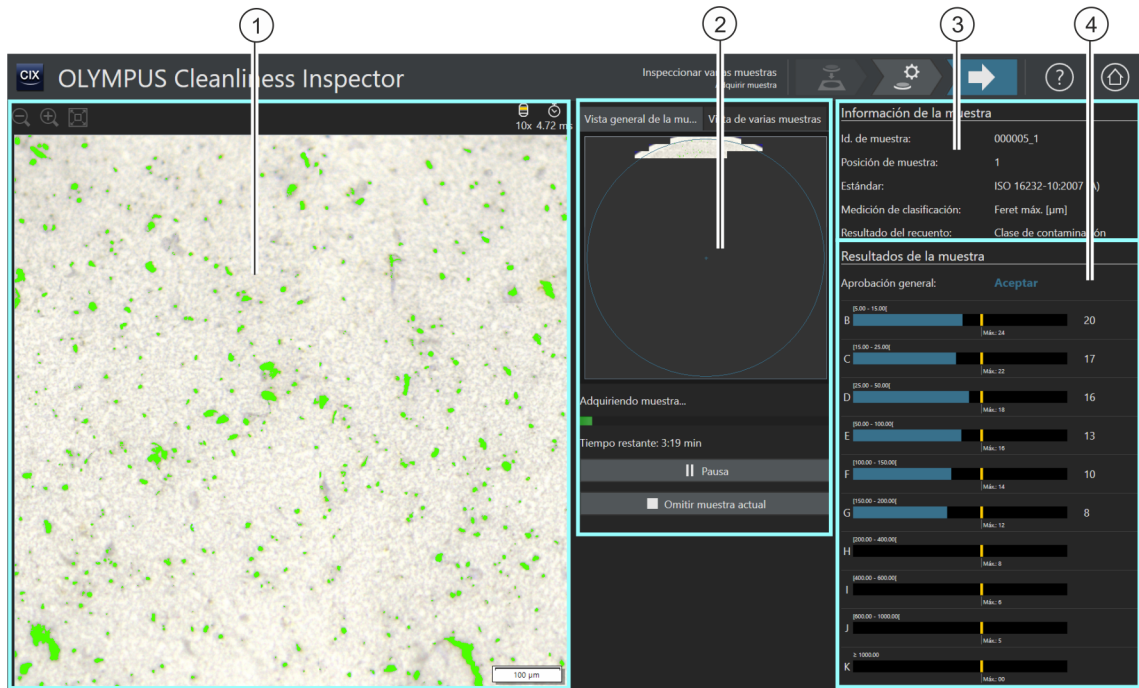 1
2
3
4
CIX OLYMPUS Cleanliness Inspector
Inspeccionar varias muestras
Adquirir muestra
?
10x 4.72 ms
100 µm
Vista general de la mu... Vista de varias muestras
Adquiriendo muestra...
Tiempo restante: 3:19 min
Pausa
Omitir muestra actual
Información de la muestra
Id. de muestra: 000005_1
Posición de muestra: 1
Estándar: ISO 16232-10:2007 (A)
Medición de clasificación: Feret máx. [µm]
Resultado del recuento: Clase de contaminación
Resultados de la muestra
Aprobación general: Aceptar
[5.00 - 15.00[
B 20
Máx.: 24
[15.00 - 25.00[
C 17
Máx.: 22
[25.00 - 50.00[
D 16
Máx.: 18
[50.00 - 100.00[
E 13
Máx.: 16
[100.00 - 150.00[
F 10
Máx.: 14
[150.00 - 200.00[
G 8
Máx.: 12
[200.00 - 400.00[
H
Máx.: 8
[400.00 - 600.00[
I
Máx.: 6
[600.00 - 1000.00[
J
Máx.: 5
≥ 1000.00
K
Máx.: 00